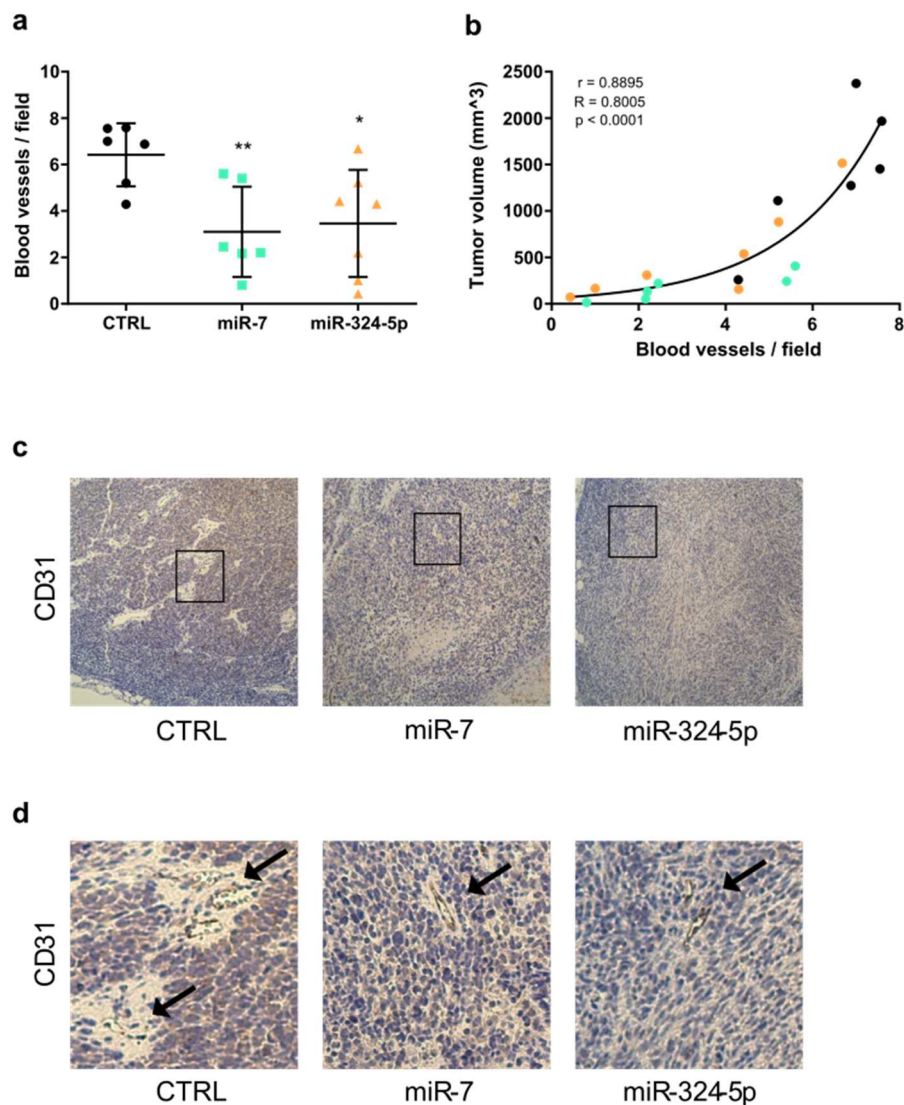 a
Blood vessels / field
10
8
6
4
2
0
**
*
CTRL
miR-7
miR-324-5p
b
Tumor volume (mm^3)
2500
2000
1500
1000
500
0
r = 0.8895
R = 0.8005
p < 0.0001
0 2 4 6 8
Blood vessels / field
c
CD31
CTRL
miR-7
miR-324-5p
d
CD31
CTRL
miR-7
miR-324-5p